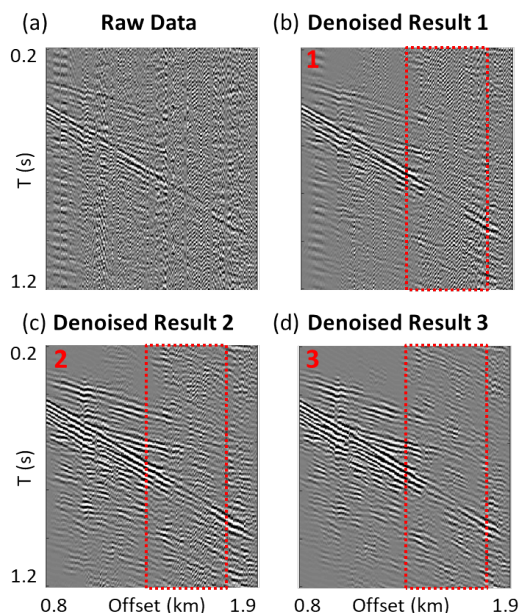 (a) Raw Data
(b) Denoised Result 1
0.2
1
T (s)
1.2
(c) Denoised Result 2
(d) Denoised Result 3
0.2
2
3
T (s)
1.2
0.8 Offset (km) 1.9
0.8 Offset (km) 1.9